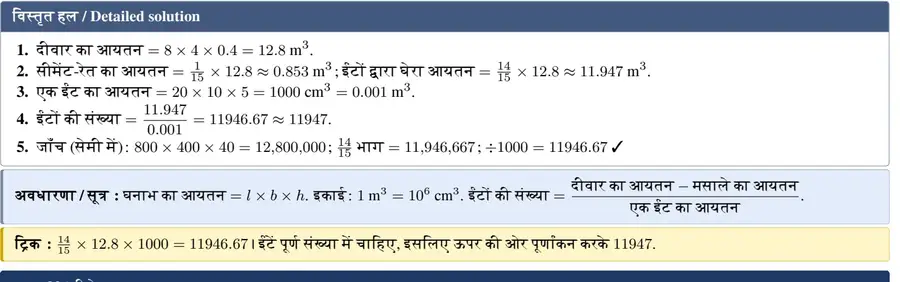 विस्तृत हल / Detailed solution
1. दीवार का आयतन = 8 × 4 × 0.4 = 12.8 m³.
2. सीमेंट-रेत का आयतन = 1/15 × 12.8 ≈ 0.853 m³; ईंटों द्वारा घेरा आयतन = 14/15 × 12.8 ≈ 11.947 m³.
3. एक ईंट का आयतन = 20 × 10 × 5 = 1000 cm³ = 0.001 m³.
4. ईंटों की संख्या = 11.947/0.001 = 11946.67 ≈ 11947.
5. जाँच (सेमी में): 800 × 400 × 40 = 12,800,000; 14/15 भाग = 11,946,667; ÷1000 = 11946.67 ✓
अवधारणा / सूत्र : घनाभ का आयतन = l × b × h. इकाई: 1 m³ = 10⁶ cm³. ईंटों की संख्या = दीवार का आयतन − मसाले का आयतन/एक ईंट का आयतन.
ट्रिक : 14/15 × 12.8 × 1000 = 11946.67। ईंटें पूर्ण संख्या में चाहिए, इसलिए ऊपर की ओर पूर्णांकन करके 11947.